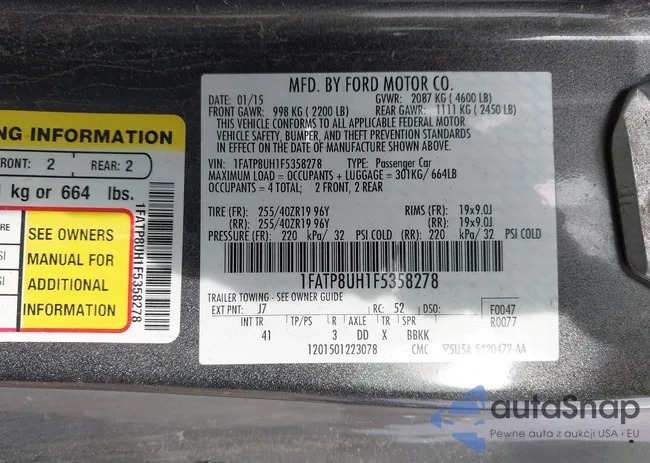 NG INFORMATION
FRONT: 2 REAR: 2
kg or 664 lbs.
SEE OWNERS
MANUAL FOR
ADDITIONAL
INFORMATION
1FATP8UH1F5358278
MFD. BY FORD MOTOR CO.
DATE: 01/15 GVWR: 2087 KG ( 4600 LB)
FRONT GAWR: 998 KG ( 2200 LB) REAR GAWR: 1111 KG ( 2450 LB)
THIS VEHICLE CONFORMS TO ALL APPLICABLE FEDERAL MOTOR
VEHICLE SAFETY, BUMPER, AND THEFT PREVENTION STANDARDS
IN EFFECT ON THE DATE OF MANUFACTURE SHOWN ABOVE.
VIN: 1FATP8UH1F5358278 TYPE: Passenger Car
MAXIMUM LOAD = OCCUPANTS + LUGGAGE = 301KG/ 664LB
OCCUPANTS = 4 TOTAL; 2 FRONT, 2 REAR
TIRE (FR): 255/40ZR19 96Y RIMS (FR): 19x9.0J
(RR): 255/40ZR19 96Y (RR): 19x9.0J
PRESSURE (FR): 220 kPa/ 32 PSI COLD (RR): 220 kPa/ 32 PSI COLD
1FATP8UH1F5358278
TRAILER TOWING - SEE OWNER GUIDE
EXT PNT: J7 RC: 52 DSO: F0047
R0077
INT TR TP/PS R AXLE TR SPR
41 3 DD X BBKK
1201501223078 CMC
autoSnap
Pewne auta z aukcji USA i EU